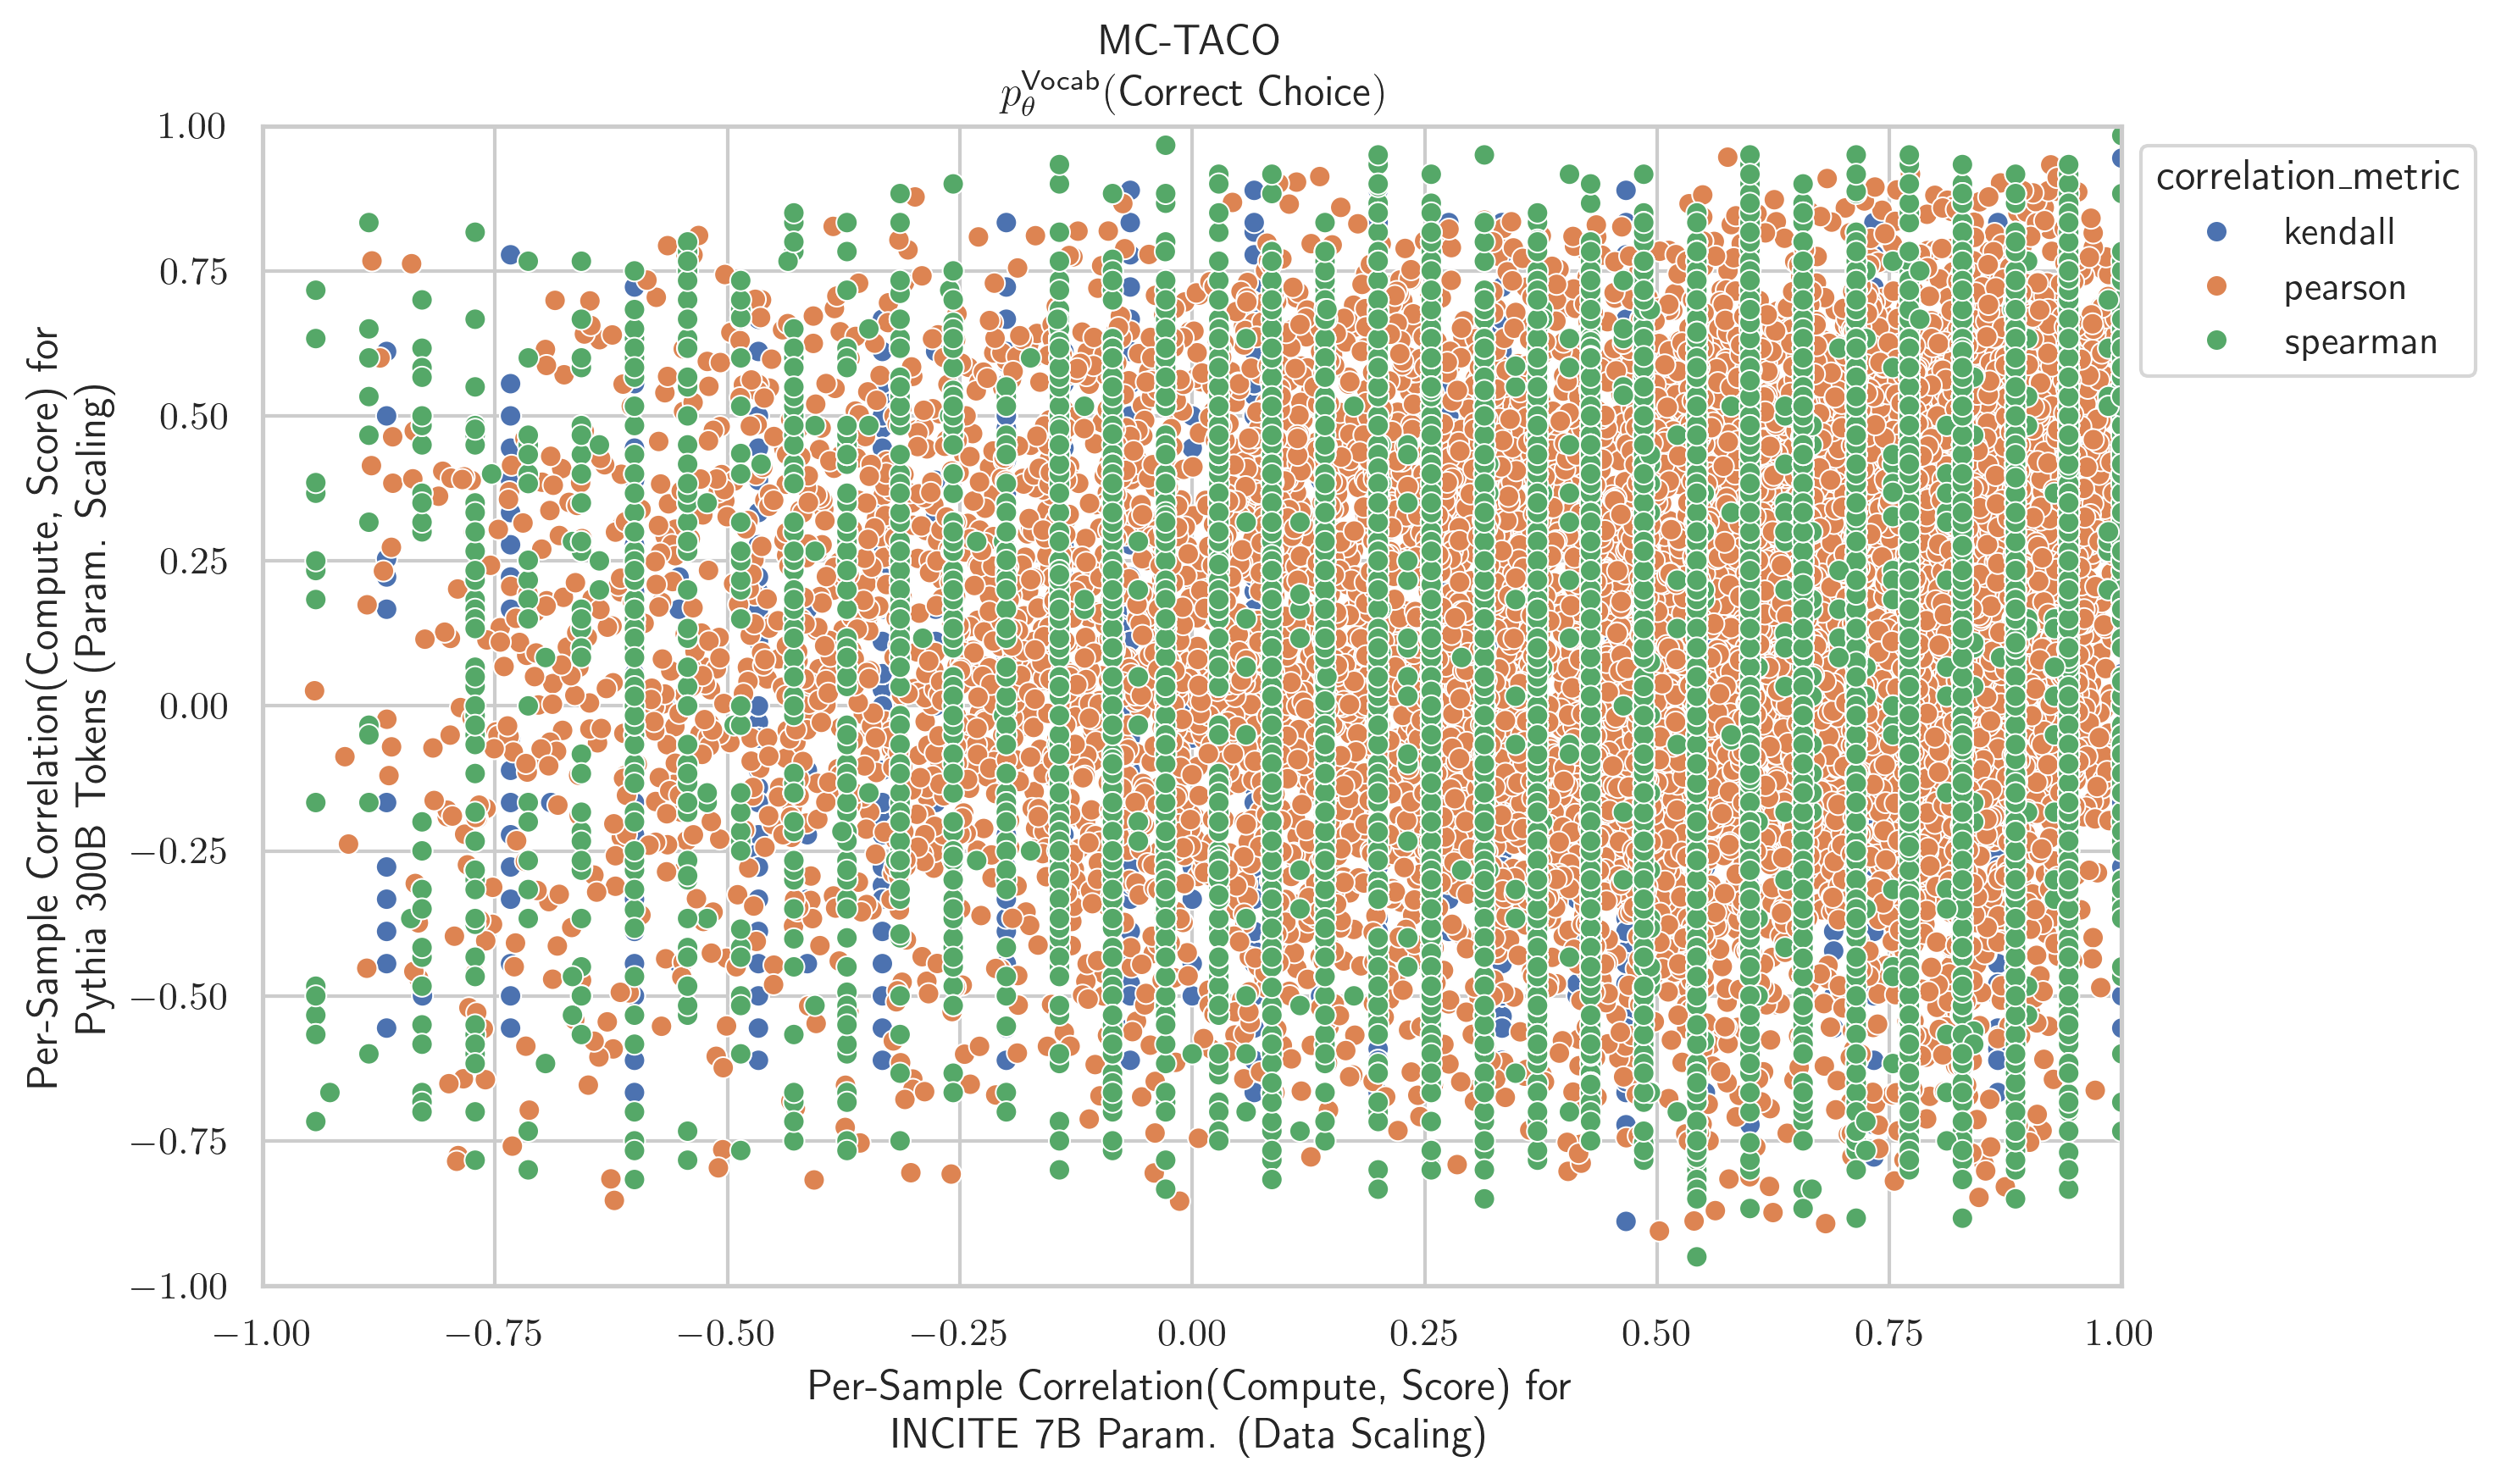 MC-TACO
p_θ^Vocab(Correct Choice)
Per-Sample Correlation(Compute, Score) for
Pythia 300B Tokens (Param. Scaling)
1.00
0.75
0.50
0.25
0.00
−0.25
−0.50
−0.75
−1.00
−1.00 −0.75 −0.50 −0.25 0.00 0.25 0.50 0.75 1.00
Per-Sample Correlation(Compute, Score) for
INCITE 7B Param. (Data Scaling)
correlation_metric
kendall
pearson
spearman